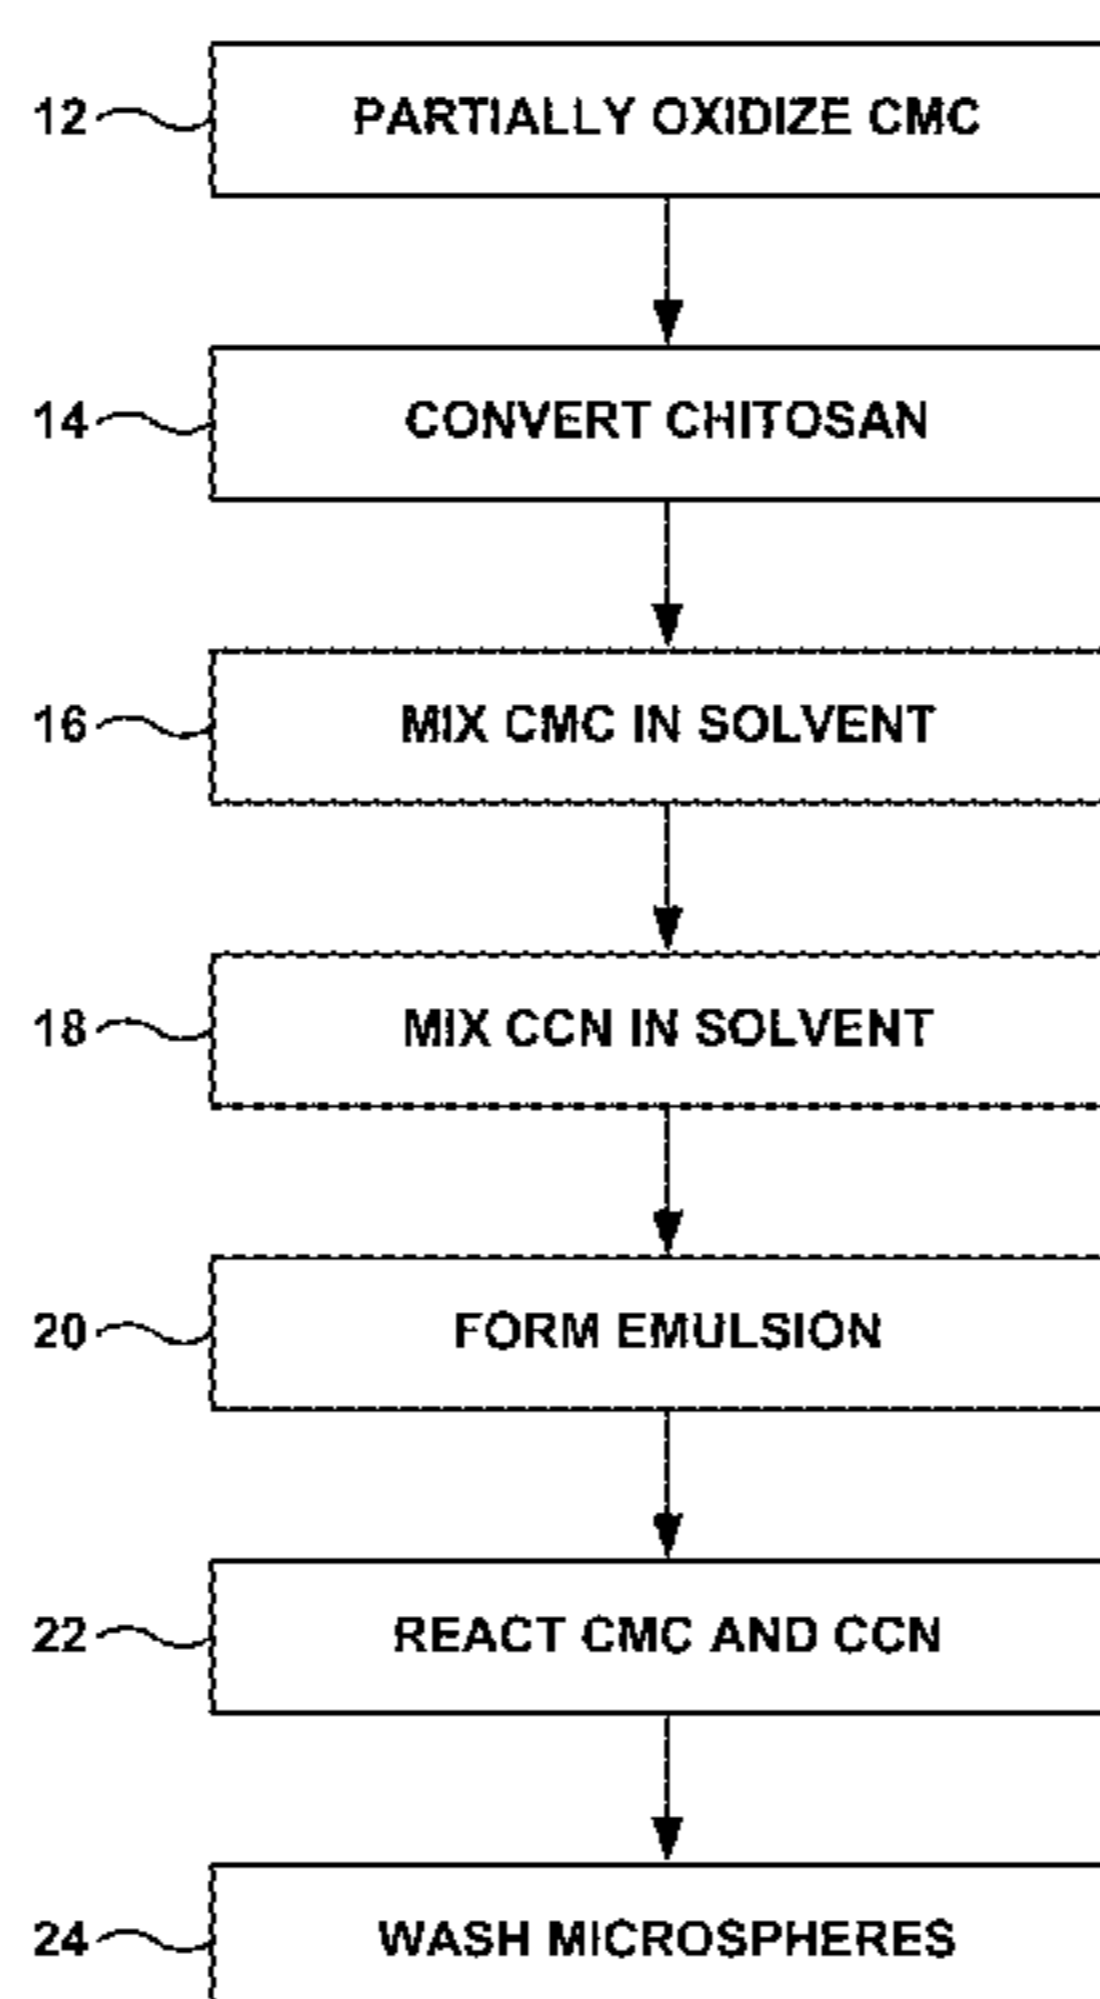 12 PARTIALLY OXIDIZE CMC
14 CONVERT CHITOSAN
16 MIX CMC IN SOLVENT
18 MIX CCN IN SOLVENT
20 FORM EMULSION
22 REACT CMC AND CCN
24 WASH MICROSPHERES